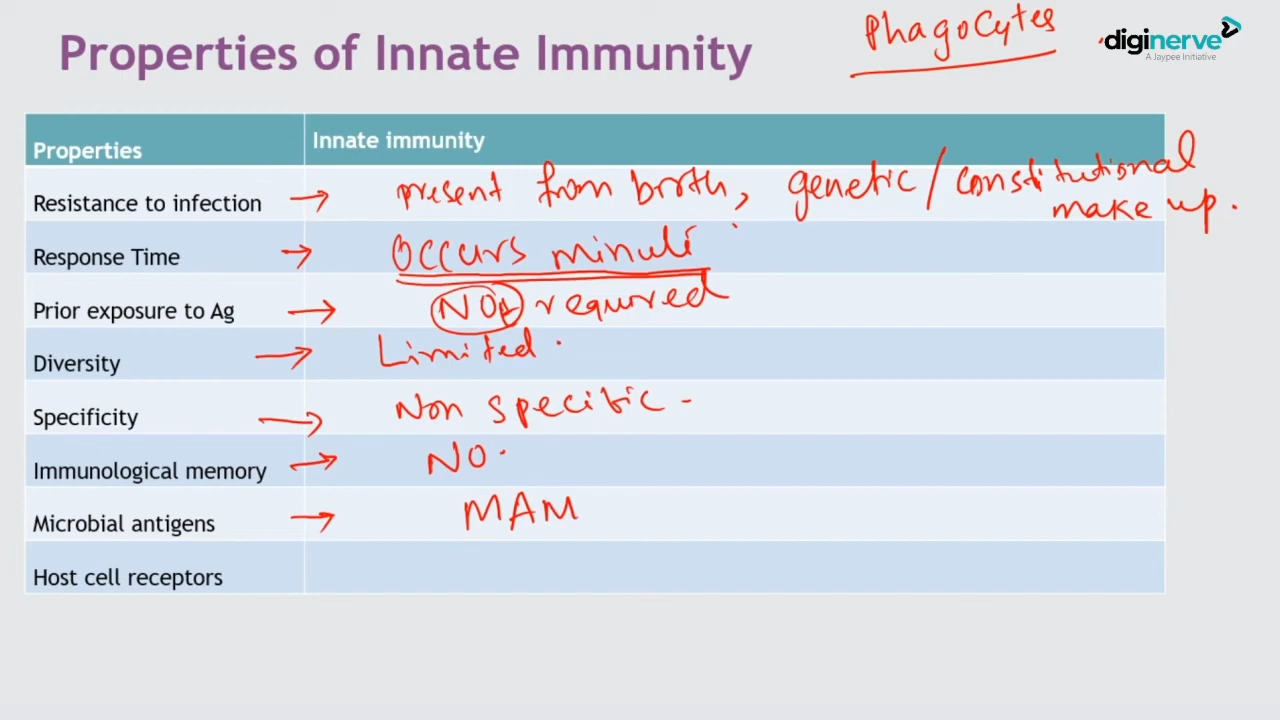 Properties of Innate Immunity
Phagocytes
diginerve
A Jaypee Initiative
Properties Innate immunity
Resistance to infection → present from birth, genetic / constitutional
make up.
Response Time → Occurs minute
Prior exposure to Ag → NOt required
Diversity → Limited.
Specificity → Non specific -
Immunological memory → NO.
Microbial antigens → MAM
Host cell receptors